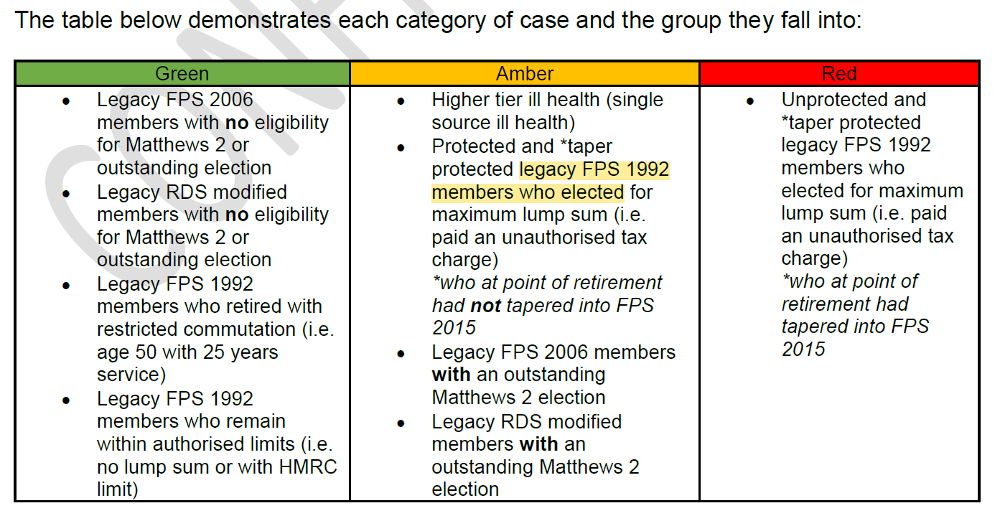 The table below demonstrates each category of case and the group they fall into:
Green
• Legacy FPS 2006
members with no eligibility
for Matthews 2 or
outstanding election
• Legacy RDS modified
members with no eligibility
for Matthews 2 or
outstanding election
• Legacy FPS 1992
members who retired with
restricted commutation (i.e.
age 50 with 25 years
service)
• Legacy FPS 1992
members who remain
within authorised limits (i.e.
no lump sum or with HMRC
limit)
Amber
• Higher tier ill health (single
source ill health)
• Protected and *taper
protected legacy FPS 1992
members who elected for
maximum lump sum (i.e.
paid an unauthorised tax
charge)
*who at point of retirement
had not tapered into FPS
2015
• Legacy FPS 2006 members
with an outstanding
Matthews 2 election
• Legacy RDS modified
members with an
outstanding Matthews 2
election
Red
• Unprotected and
*taper protected
legacy FPS 1992
members who
elected for maximum
lump sum (i.e. paid
an unauthorised tax
charge)
*who at point of
retirement had
tapered into FPS
2015